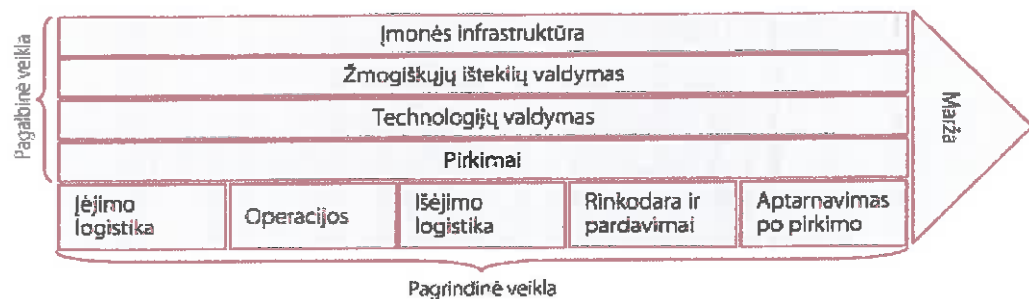 Pagalbinė veikla
Įmonės infrastruktūra
Žmogiškųjų išteklių valdymas
Technologijų valdymas
Pirkimai
Marža
Įėjimo
logistika
Operacijos
Išėjimo
logistika
Rinkodara ir
pardavimai
Aptarnavimas
po pirkimo
Pagrindinė veikla